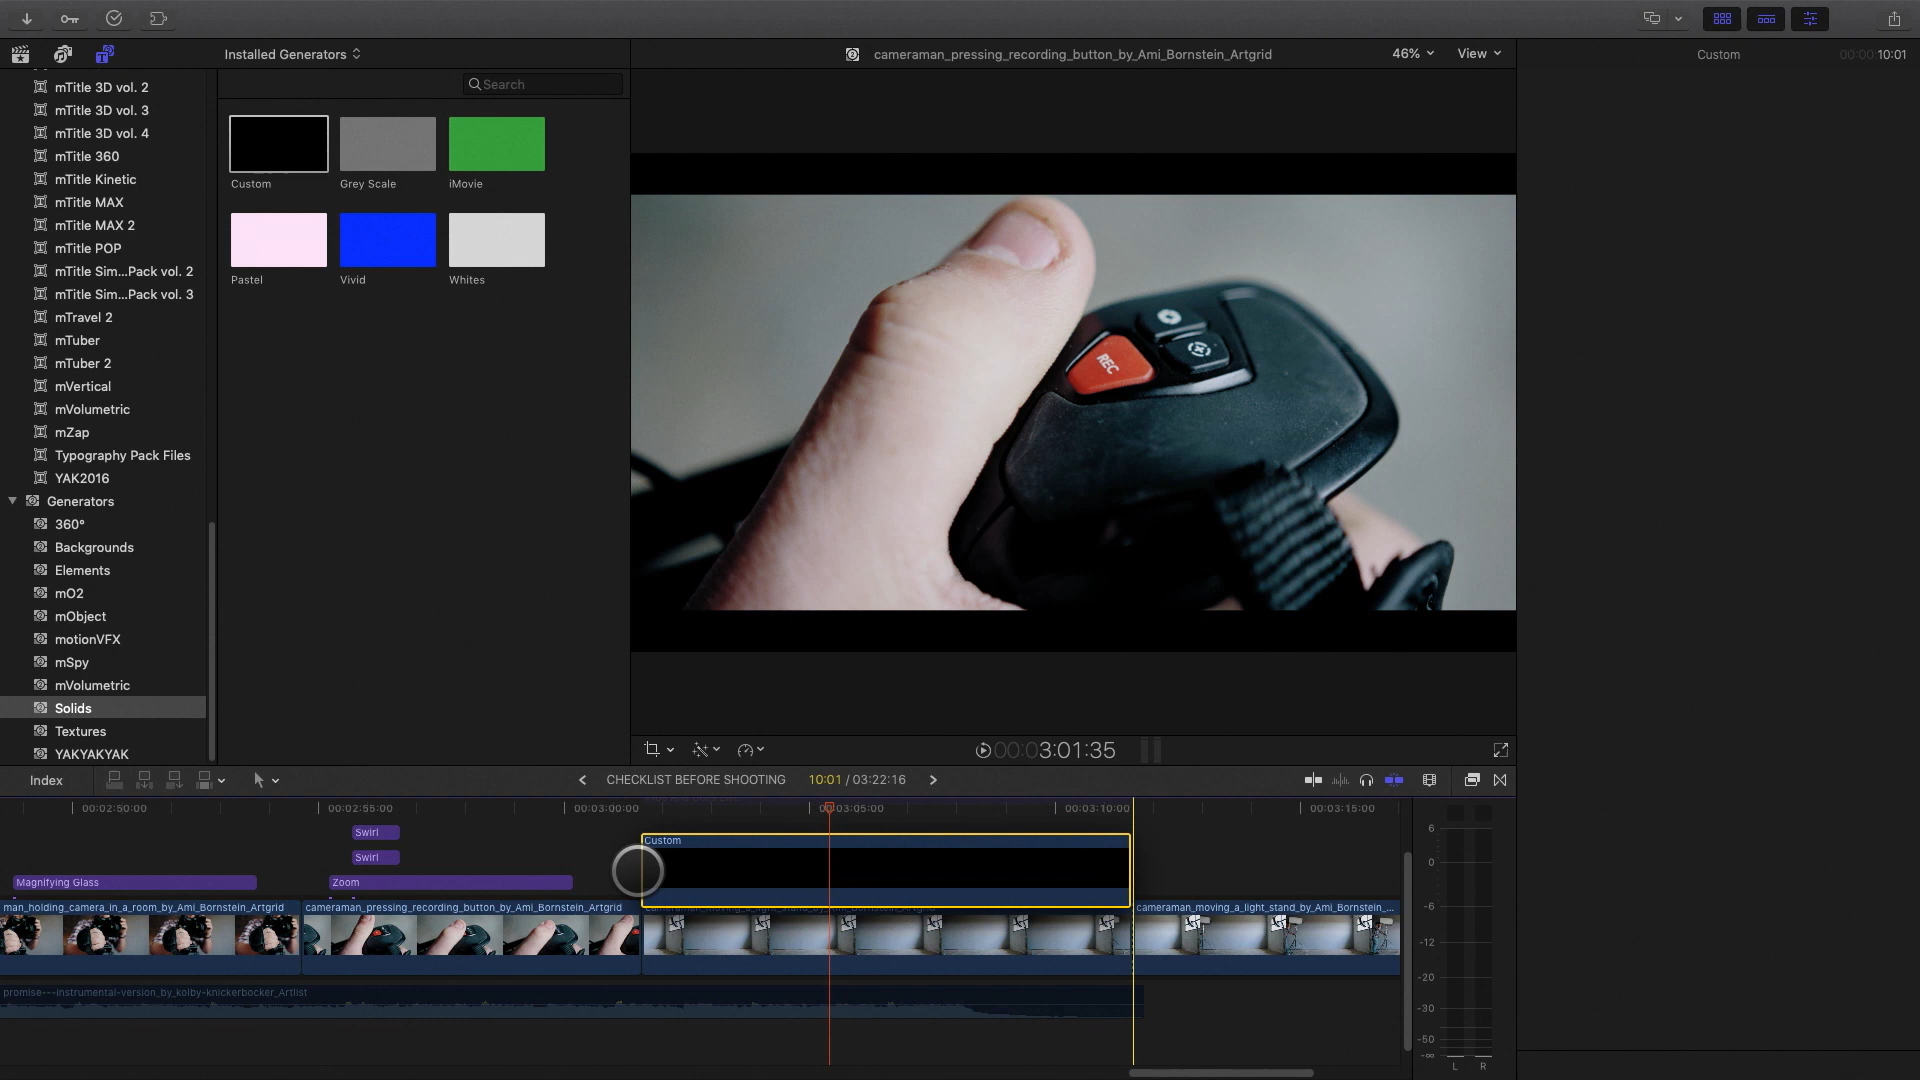 Installed Generators
cameraman_pressing_recording_button_by_Ami_Bornstein_Artgrid
46%
View
Custom
00:00:10:01
Search
mTitle 3D vol. 2
mTitle 3D vol. 3
mTitle 3D vol. 4
mTitle 360
mTitle Kinetic
mTitle MAX
mTitle MAX 2
mTitle POP
mTitle Sim...Pack vol. 2
mTitle Sim...Pack vol. 3
mTravel 2
mTuber
mTuber 2
mVertical
mVolumetric
mZap
Typography Pack Files
YAK2016
Generators
360°
Backgrounds
Elements
mO2
mObject
motionVFX
mSpy
mVolumetric
Solids
Textures
YAKYAKYAK
Custom
Grey Scale
iMovie
Pastel
Vivid
Whites
REC
00:03:01:35
Index
CHECKLIST BEFORE SHOOTING
10:01 / 03:22:16
00:02:50:00
00:02:55:00
00:03:00:00
00:03:05:00
00:03:10:00
00:03:15:00
Swirl
Swirl
Magnifying Glass
Zoom
Custom
man_holding_camera_in_a_room_by_Ami_Bornstein_Artgrid
cameraman_pressing_recording_button_by_Ami_Bornstein_Artgrid
cameraman_moving_a_light_stand_by_Ami_Bornstein_Artgrid
cameraman_moving_a_light_stand_by_Ami_Bornstein_...
promise---instrumental-version_by_kolby-knickerbocker_Artlist
6
0
-6
-12
-20
-30
-50
-∞
L
R